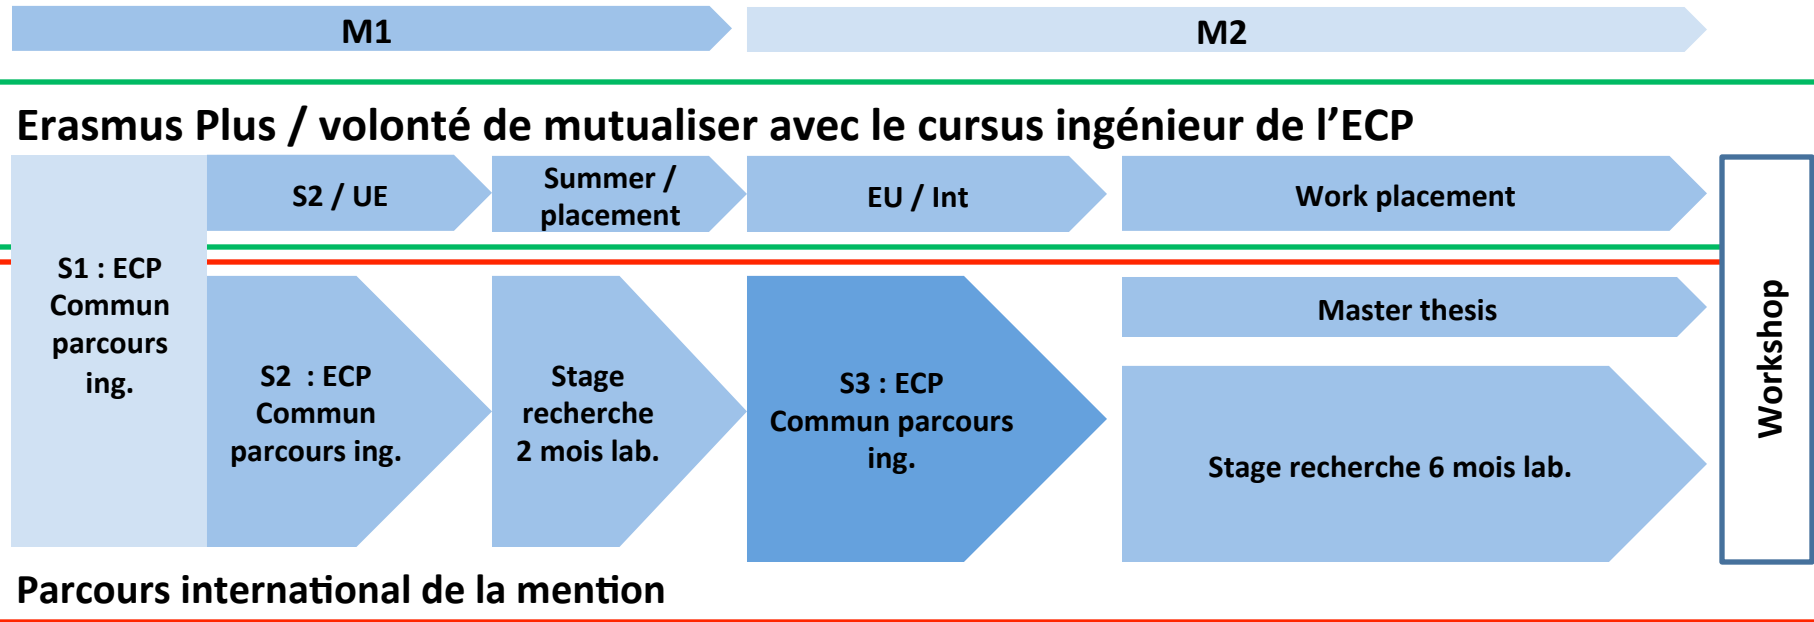 M1
M2
Erasmus Plus / volonté de mutualiser avec le cursus ingénieur de l’ECP
S1 : ECP
Commun
parcours
ing.
S2 / UE
Summer /
placement
EU / Int
Work placement
S2 : ECP
Commun
parcours ing.
Stage
recherche
2 mois lab.
S3 : ECP
Commun parcours
ing.
Master thesis
Stage recherche 6 mois lab.
Workshop
Parcours international de la mention